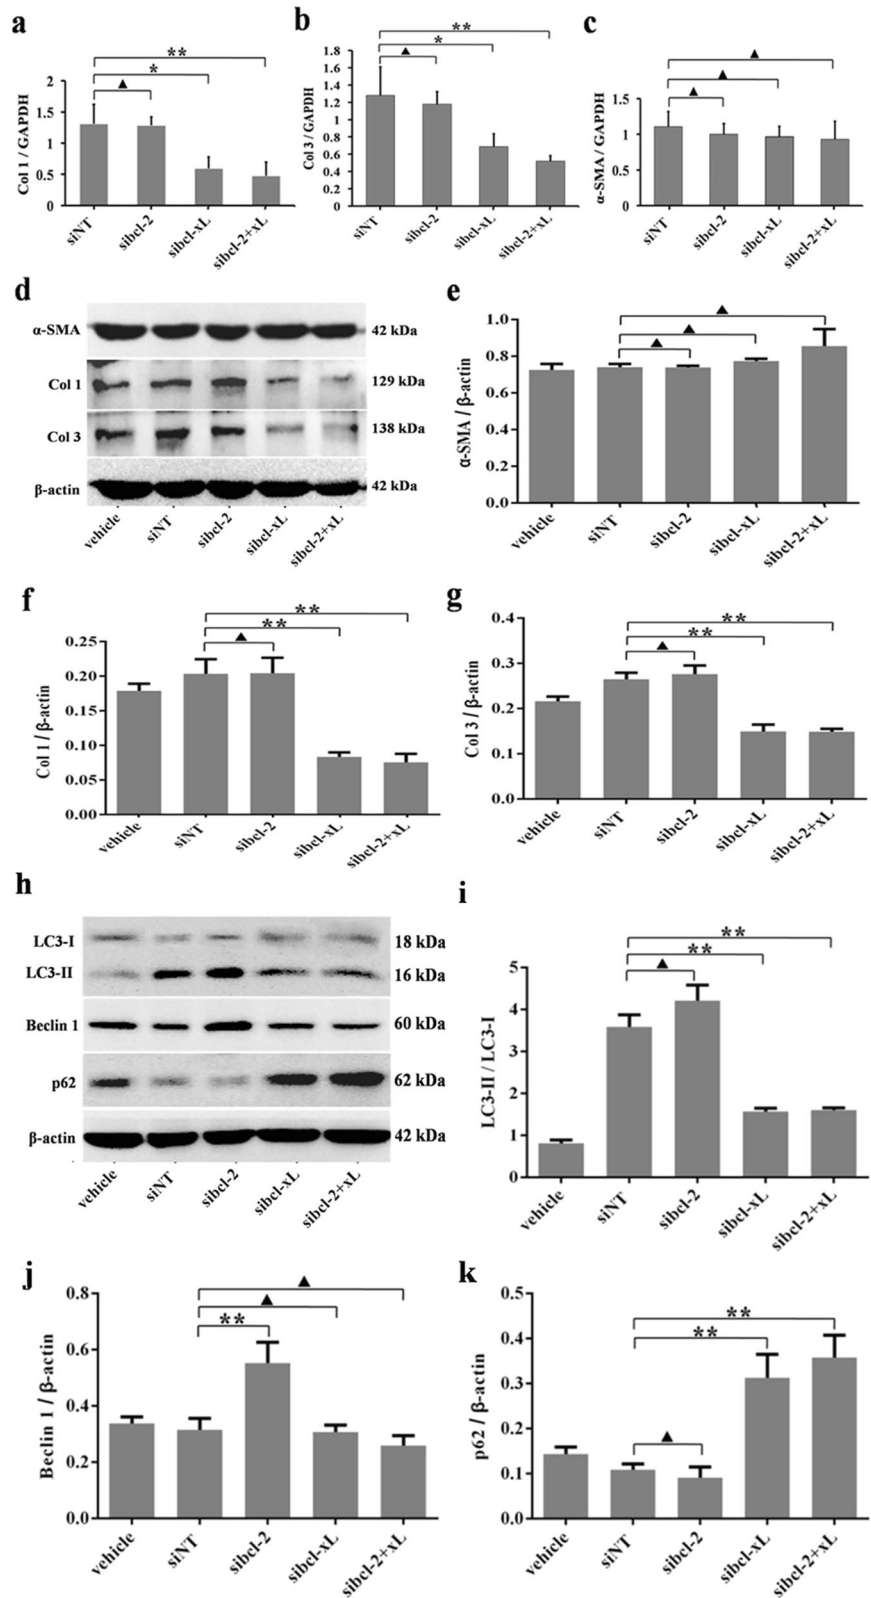 a
**
*
▲
Col 1 / GAPDH
2
1.5
1
0.5
0
siNT
sibcl-2
sibcl-xL
sibcl-2+xL
b
**
*
▲
Col 3 / GAPDH
1.8
1.6
1.4
1.2
1
0.8
0.6
0.4
0.2
0
siNT
sibcl-2
sibcl-xL
sibcl-2+xL
c
▲
▲
▲
α-SMA / GAPDH
1.5
1
0.5
0
siNT
sibcl-2
sibcl-xL
sibcl-2+xL
d
α-SMA 42 kDa
Col 1 129 kDa
Col 3 138 kDa
β-actin 42 kDa
vehicle
siNT
sibcl-2
sibcl-xL
sibcl-2+xL
e
▲
▲
▲
α-SMA / β-actin
1.0
0.8
0.6
0.4
0.2
0.0
vehicle
siNT
sibcl-2
sibcl-xL
sibcl-2+xL
f
**
**
▲
Col 1 / β-actin
0.25
0.20
0.15
0.10
0.05
0.00
vehicle
siNT
sibcl-2
sibcl-xL
sibcl-2+xL
g
**
**
▲
Col 3 / β-actin
0.4
0.3
0.2
0.1
0.0
vehicle
siNT
sibcl-2
sibcl-xL
sibcl-2+xL
h
LC3-I 18 kDa
LC3-II 16 kDa
Beclin 1 60 kDa
p62 62 kDa
β-actin 42 kDa
vehicle
siNT
sibcl-2
sibcl-xL
sibcl-2+xL
i
**
**
▲
LC3-II / LC3-I
5
4
3
2
1
0
vehicle
siNT
sibcl-2
sibcl-xL
sibcl-2+xL
j
▲
▲
**
Beclin 1 / β-actin
0.8
0.6
0.4
0.2
0.0
vehicle
siNT
sibcl-2
sibcl-xL
sibcl-2+xL
k
**
**
▲
p62 / β-actin
0.5
0.4
0.3
0.2
0.1
0.0
vehicle
siNT
sibcl-2
sibcl-xL
sibcl-2+xL